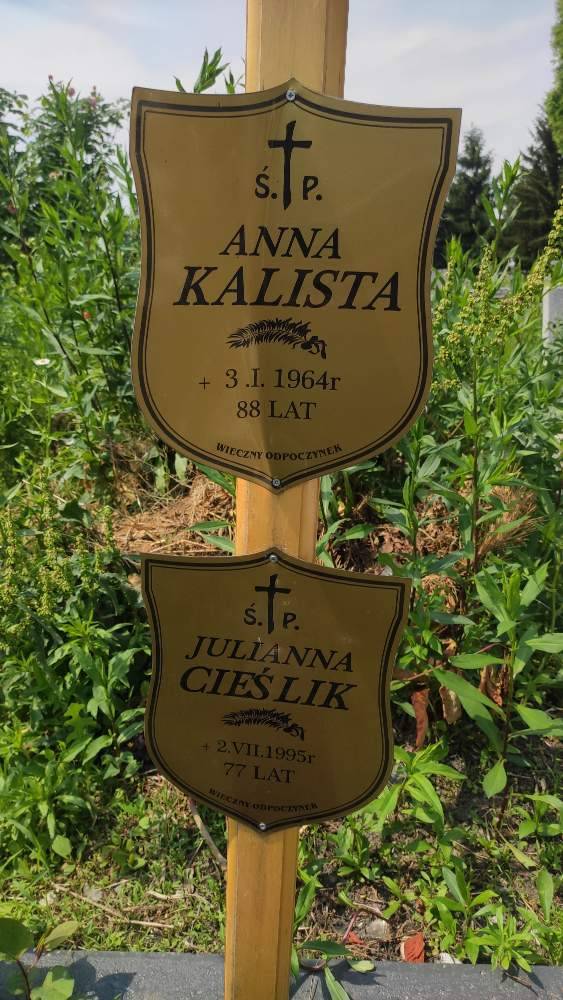 Ś. P.
ANNA
KALISTA
+ 3.I. 1964r
88 LAT
WIECZNY ODPOCZYNEK
Ś. P.
JULIANNA
CIEŚLIK
+ 2.VII.1995r
77 LAT
WIECZNY ODPOCZYNEK